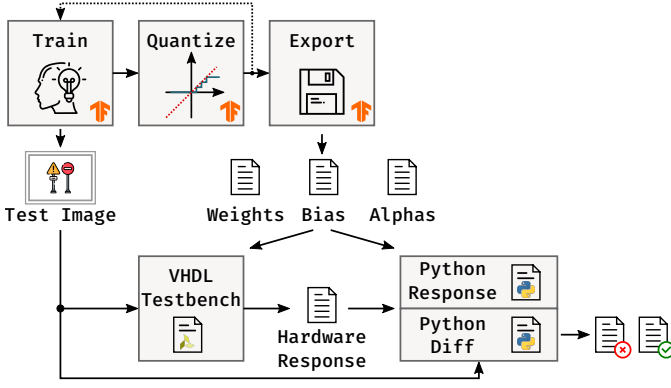 Train
Quantize
Export
Test Image
Weights
Bias
Alphas
VHDL
Testbench
Hardware
Response
Python
Response
Python
Diff